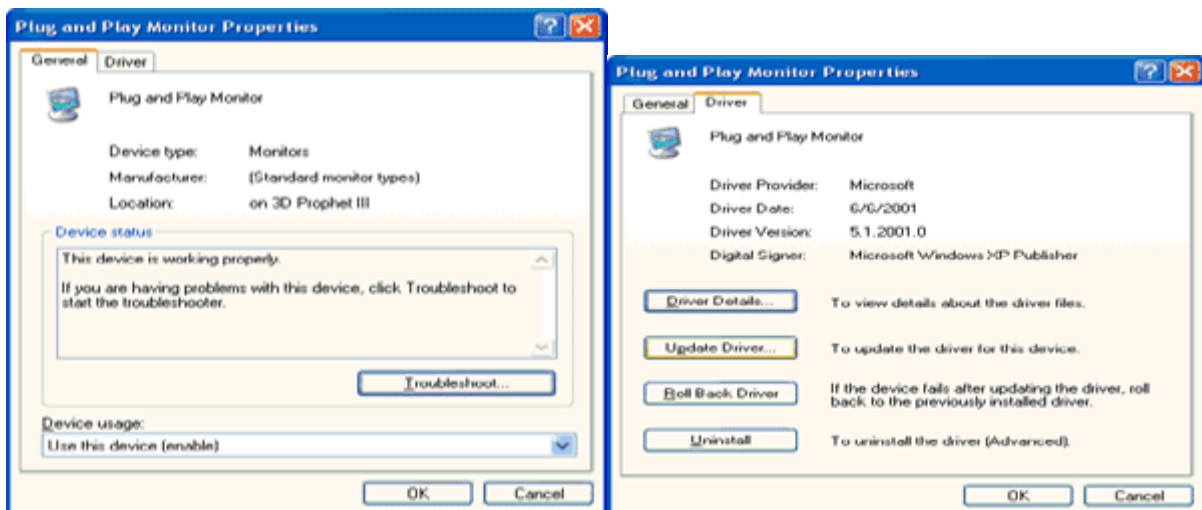 Plug and Play Monitor Properties
General Driver
Plug and Play Monitor
Device type: Monitors
Manufacturer: (Standard monitor types)
Location: on 3D Prophet III
Device status
This device is working properly.
If you are having problems with this device, click Troubleshoot to
start the troubleshooter.
Troubleshoot...
Device usage:
Use this device (enable)
OK Cancel
Plug and Play Monitor Properties
General Driver
Plug and Play Monitor
Driver Provider: Microsoft
Driver Date: 6/6/2001
Driver Version: 5.1.2001.0
Digital Signer: Microsoft Windows XP Publisher
Driver Details... To view details about the driver files.
Update Driver... To update the driver for this device.
Roll Back Driver If the device fails after updating the driver, roll
back to the previously installed driver.
Uninstall To uninstall the driver (Advanced).
OK Cancel